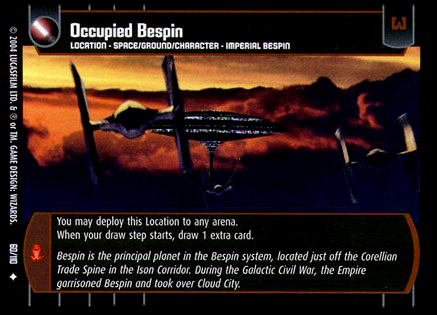 Occupied Bespin
LOCATION - SPACE/GROUND/CHARACTER - IMPERIAL BESPIN
You may deploy this Location to any arena.
When your draw step starts, draw 1 extra card.
Bespin is the principal planet in the Bespin system, located just off the Corellian
Trade Spine in the Ison Corridor. During the Galactic Civil War, the Empire
garrisoned Bespin and took over Cloud City.
© 2004 LUCASFILM LTD. & ® or TM. GAME DESIGN: WIZARDS.